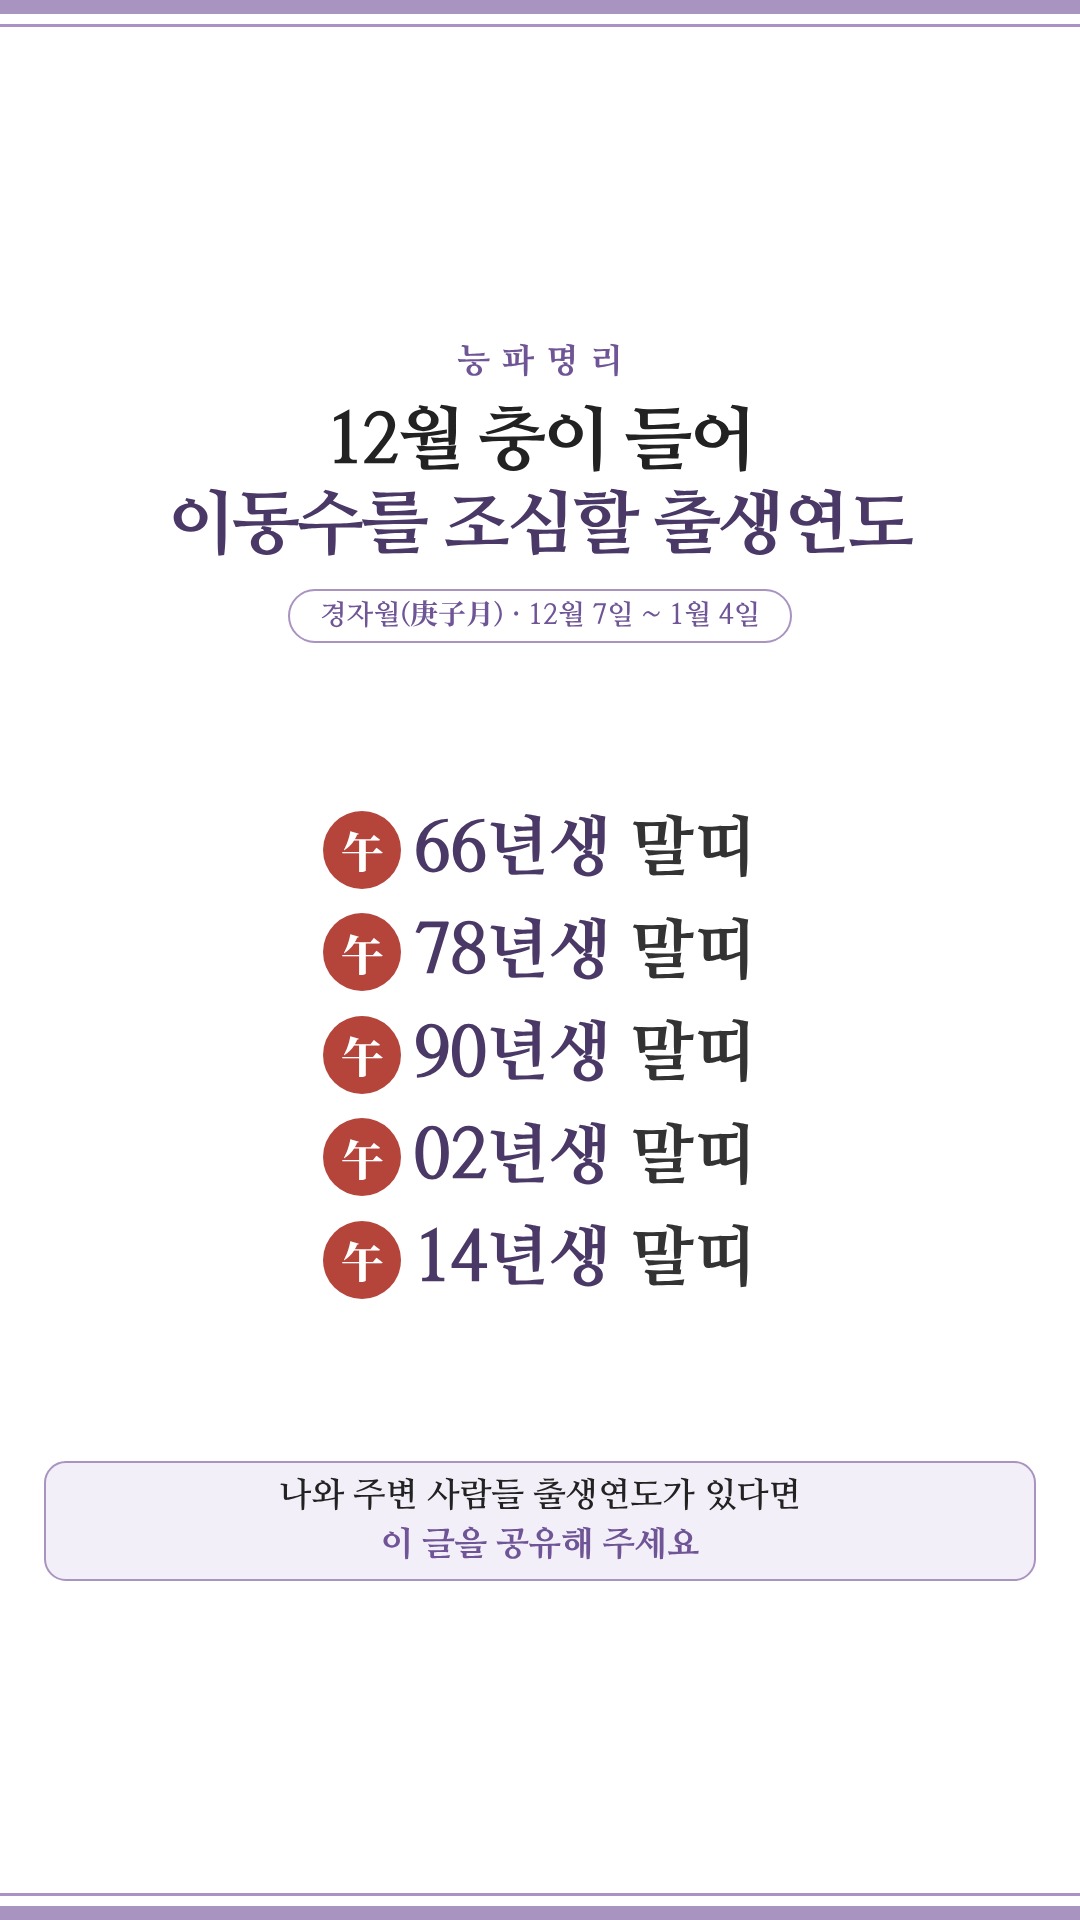 능파명리
12월 충이 들어
이동수를 조심할 출생연도
경자월(庚子月) · 12월 7일 ~ 1월 4일
午 66년생 말띠
午 78년생 말띠
午 90년생 말띠
午 02년생 말띠
午 14년생 말띠
나와 주변 사람들 출생연도가 있다면
이 글을 공유해 주세요